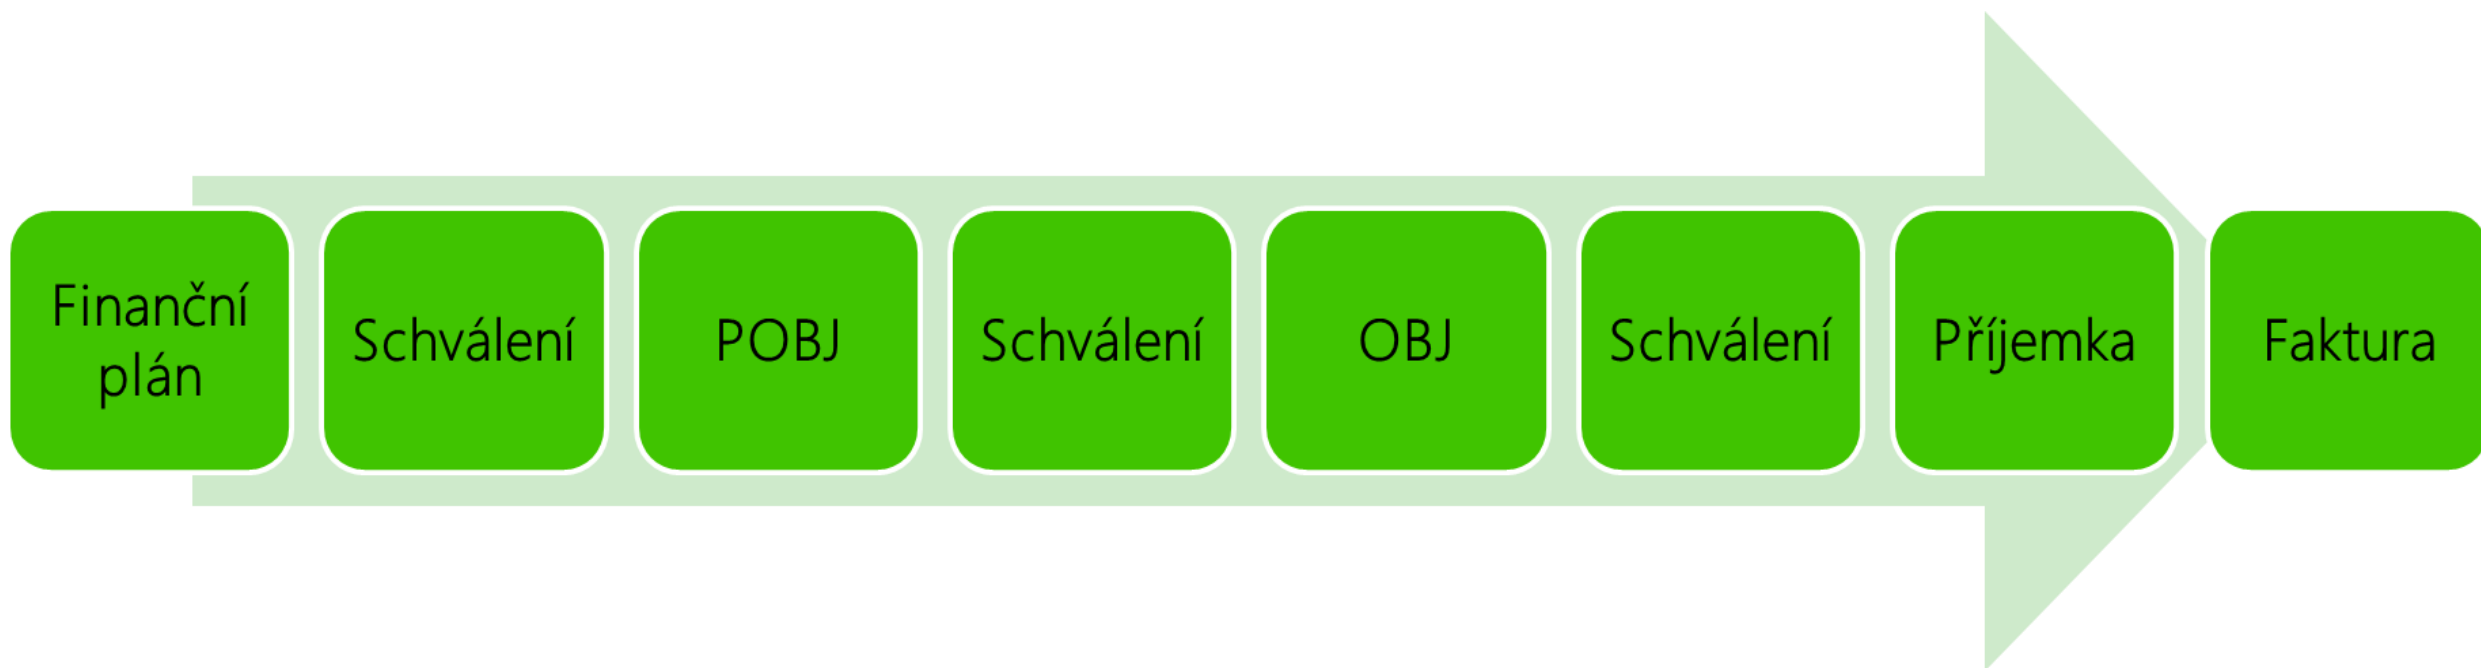 Finanční
plán
Schválení
POBJ
Schválení
OBJ
Schválení
Příjemka
Faktura